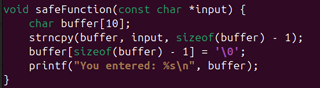 void safeFunction(const char *input) {
    char buffer[10];
    strncpy(buffer, input, sizeof(buffer) - 1);
    buffer[sizeof(buffer) - 1] = '\0';
    printf("You entered: %s\n", buffer);
}